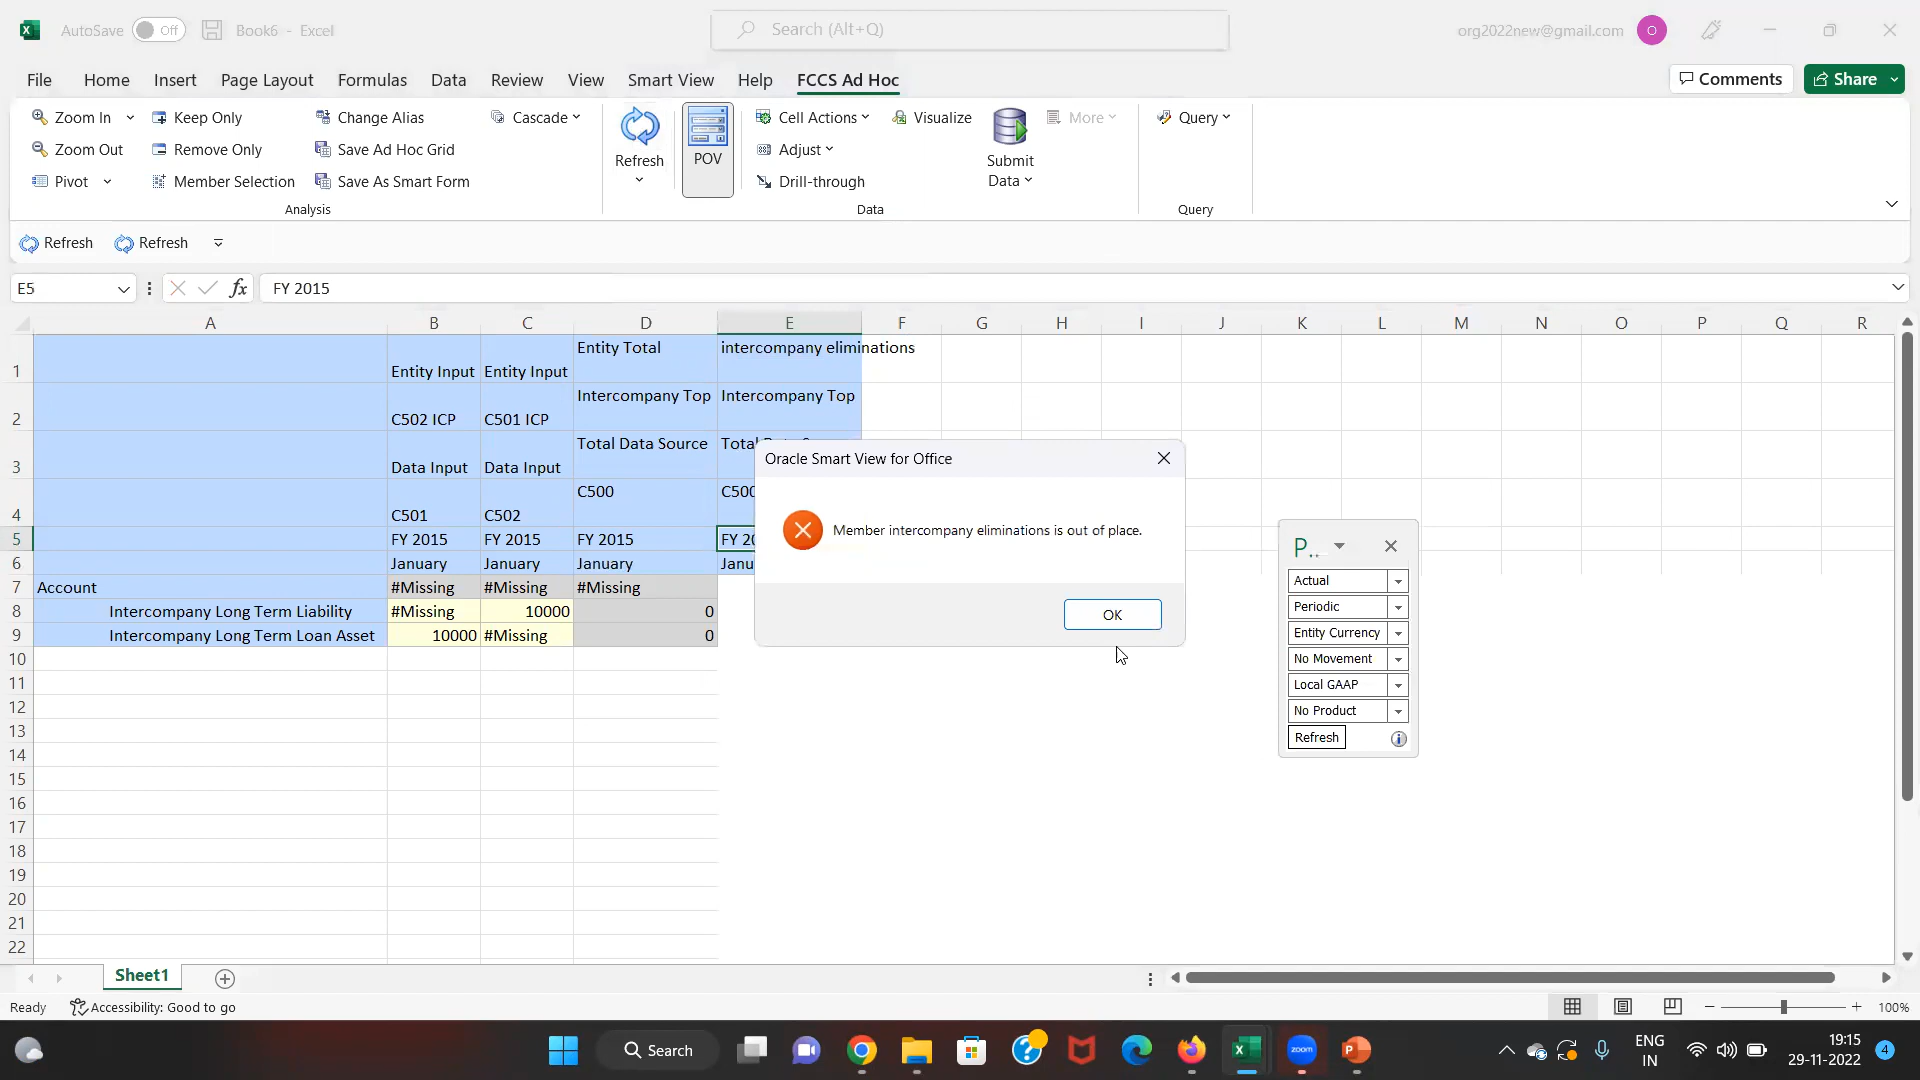 AutoSave Off Book6 - Excel Search (Alt+Q) org2022new@gmail.com O
File Home Insert Page Layout Formulas Data Review View Smart View Help FCCS Ad Hoc Comments Share
Zoom In Keep Only Change Alias Cascade Cell Actions Visualize More Query
Zoom Out Remove Only Save Ad Hoc Grid Refresh POV Adjust Submit Data
Pivot Member Selection Save As Smart Form Drill-through
Analysis Data Query
Refresh Refresh
E5 fx FY 2015
A B C D E F G H I J K L M N O P Q R
1 Entity Input Entity Input Entity Total intercompany eliminations
2 C502 ICP C501 ICP Intercompany Top Intercompany Top
3 Data Input Data Input Total Data Source Total
4 C501 C502 C500 C500
5 FY 2015 FY 2015 FY 2015 FY 20
6 January January January Janu
7 Account #Missing #Missing #Missing
8 Intercompany Long Term Liability #Missing 10000 0
9 Intercompany Long Term Loan Asset 10000 #Missing 0
10
11
12
13
14
15
16
17
18
19
20
21
22
Oracle Smart View for Office
Member intercompany eliminations is out of place.
OK
P..
Actual
Periodic
Entity Currency
No Movement
Local GAAP
No Product
Refresh
Sheet1
Ready Accessibility: Good to go 100%
Search zoom ENG IN 19:15 29-11-2022 4